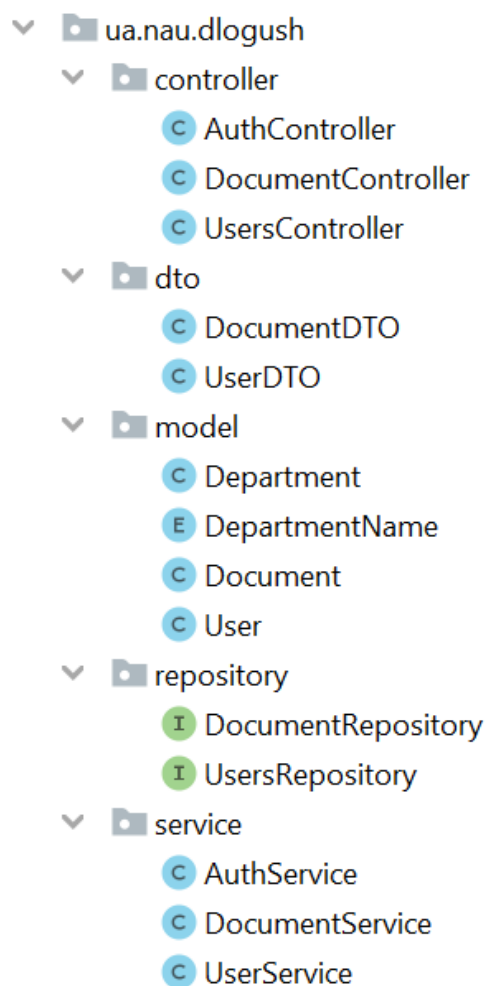 ua.nau.dlogush
controller
C AuthController
C DocumentController
C UsersController
dto
C DocumentDTO
C UserDTO
model
C Department
E DepartmentName
C Document
C User
repository
I DocumentRepository
I UsersRepository
service
C AuthService
C DocumentService
C UserService